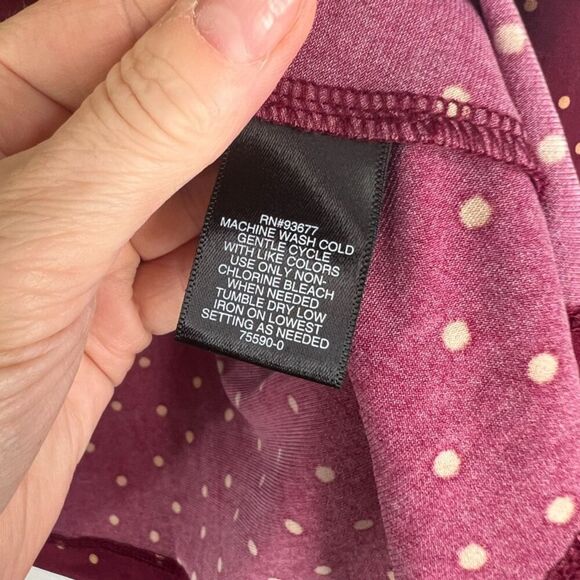 RN#93677
MACHINE WASH COLD
GENTLE CYCLE
WITH LIKE COLORS
USE ONLY NON-
CHLORINE BLEACH
WHEN NEEDED
TUMBLE DRY LOW
IRON ON LOWEST
SETTING AS NEEDED
75590-0